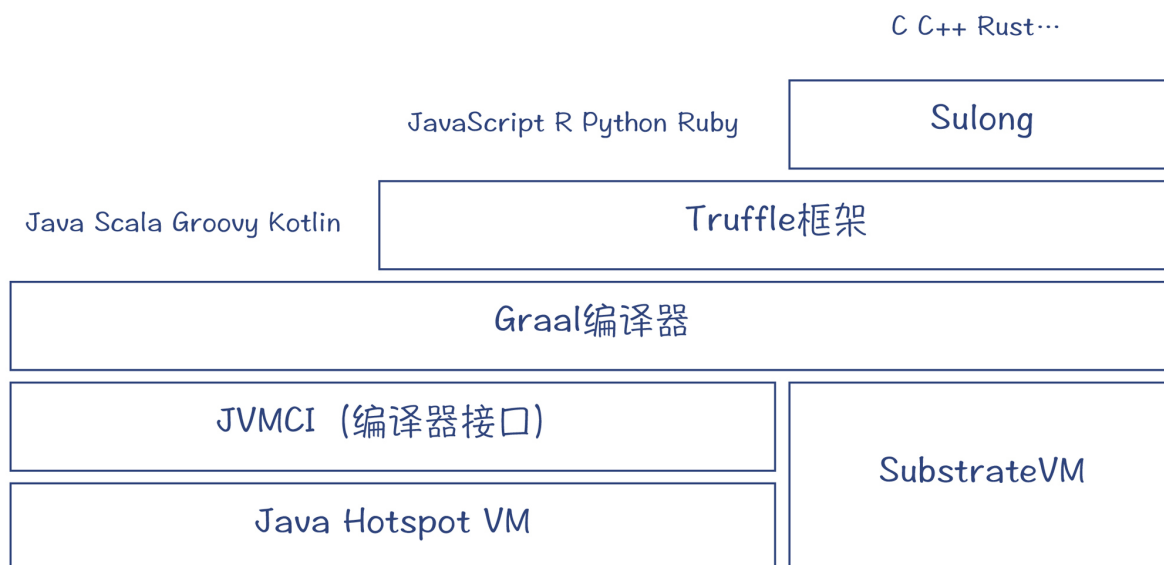 C C++ Rust…
JavaScript R Python Ruby
Sulong
Java Scala Groovy Kotlin
Truffle框架
Graal编译器
JVMCI（编译器接口）
SubstrateVM
Java Hotspot VM